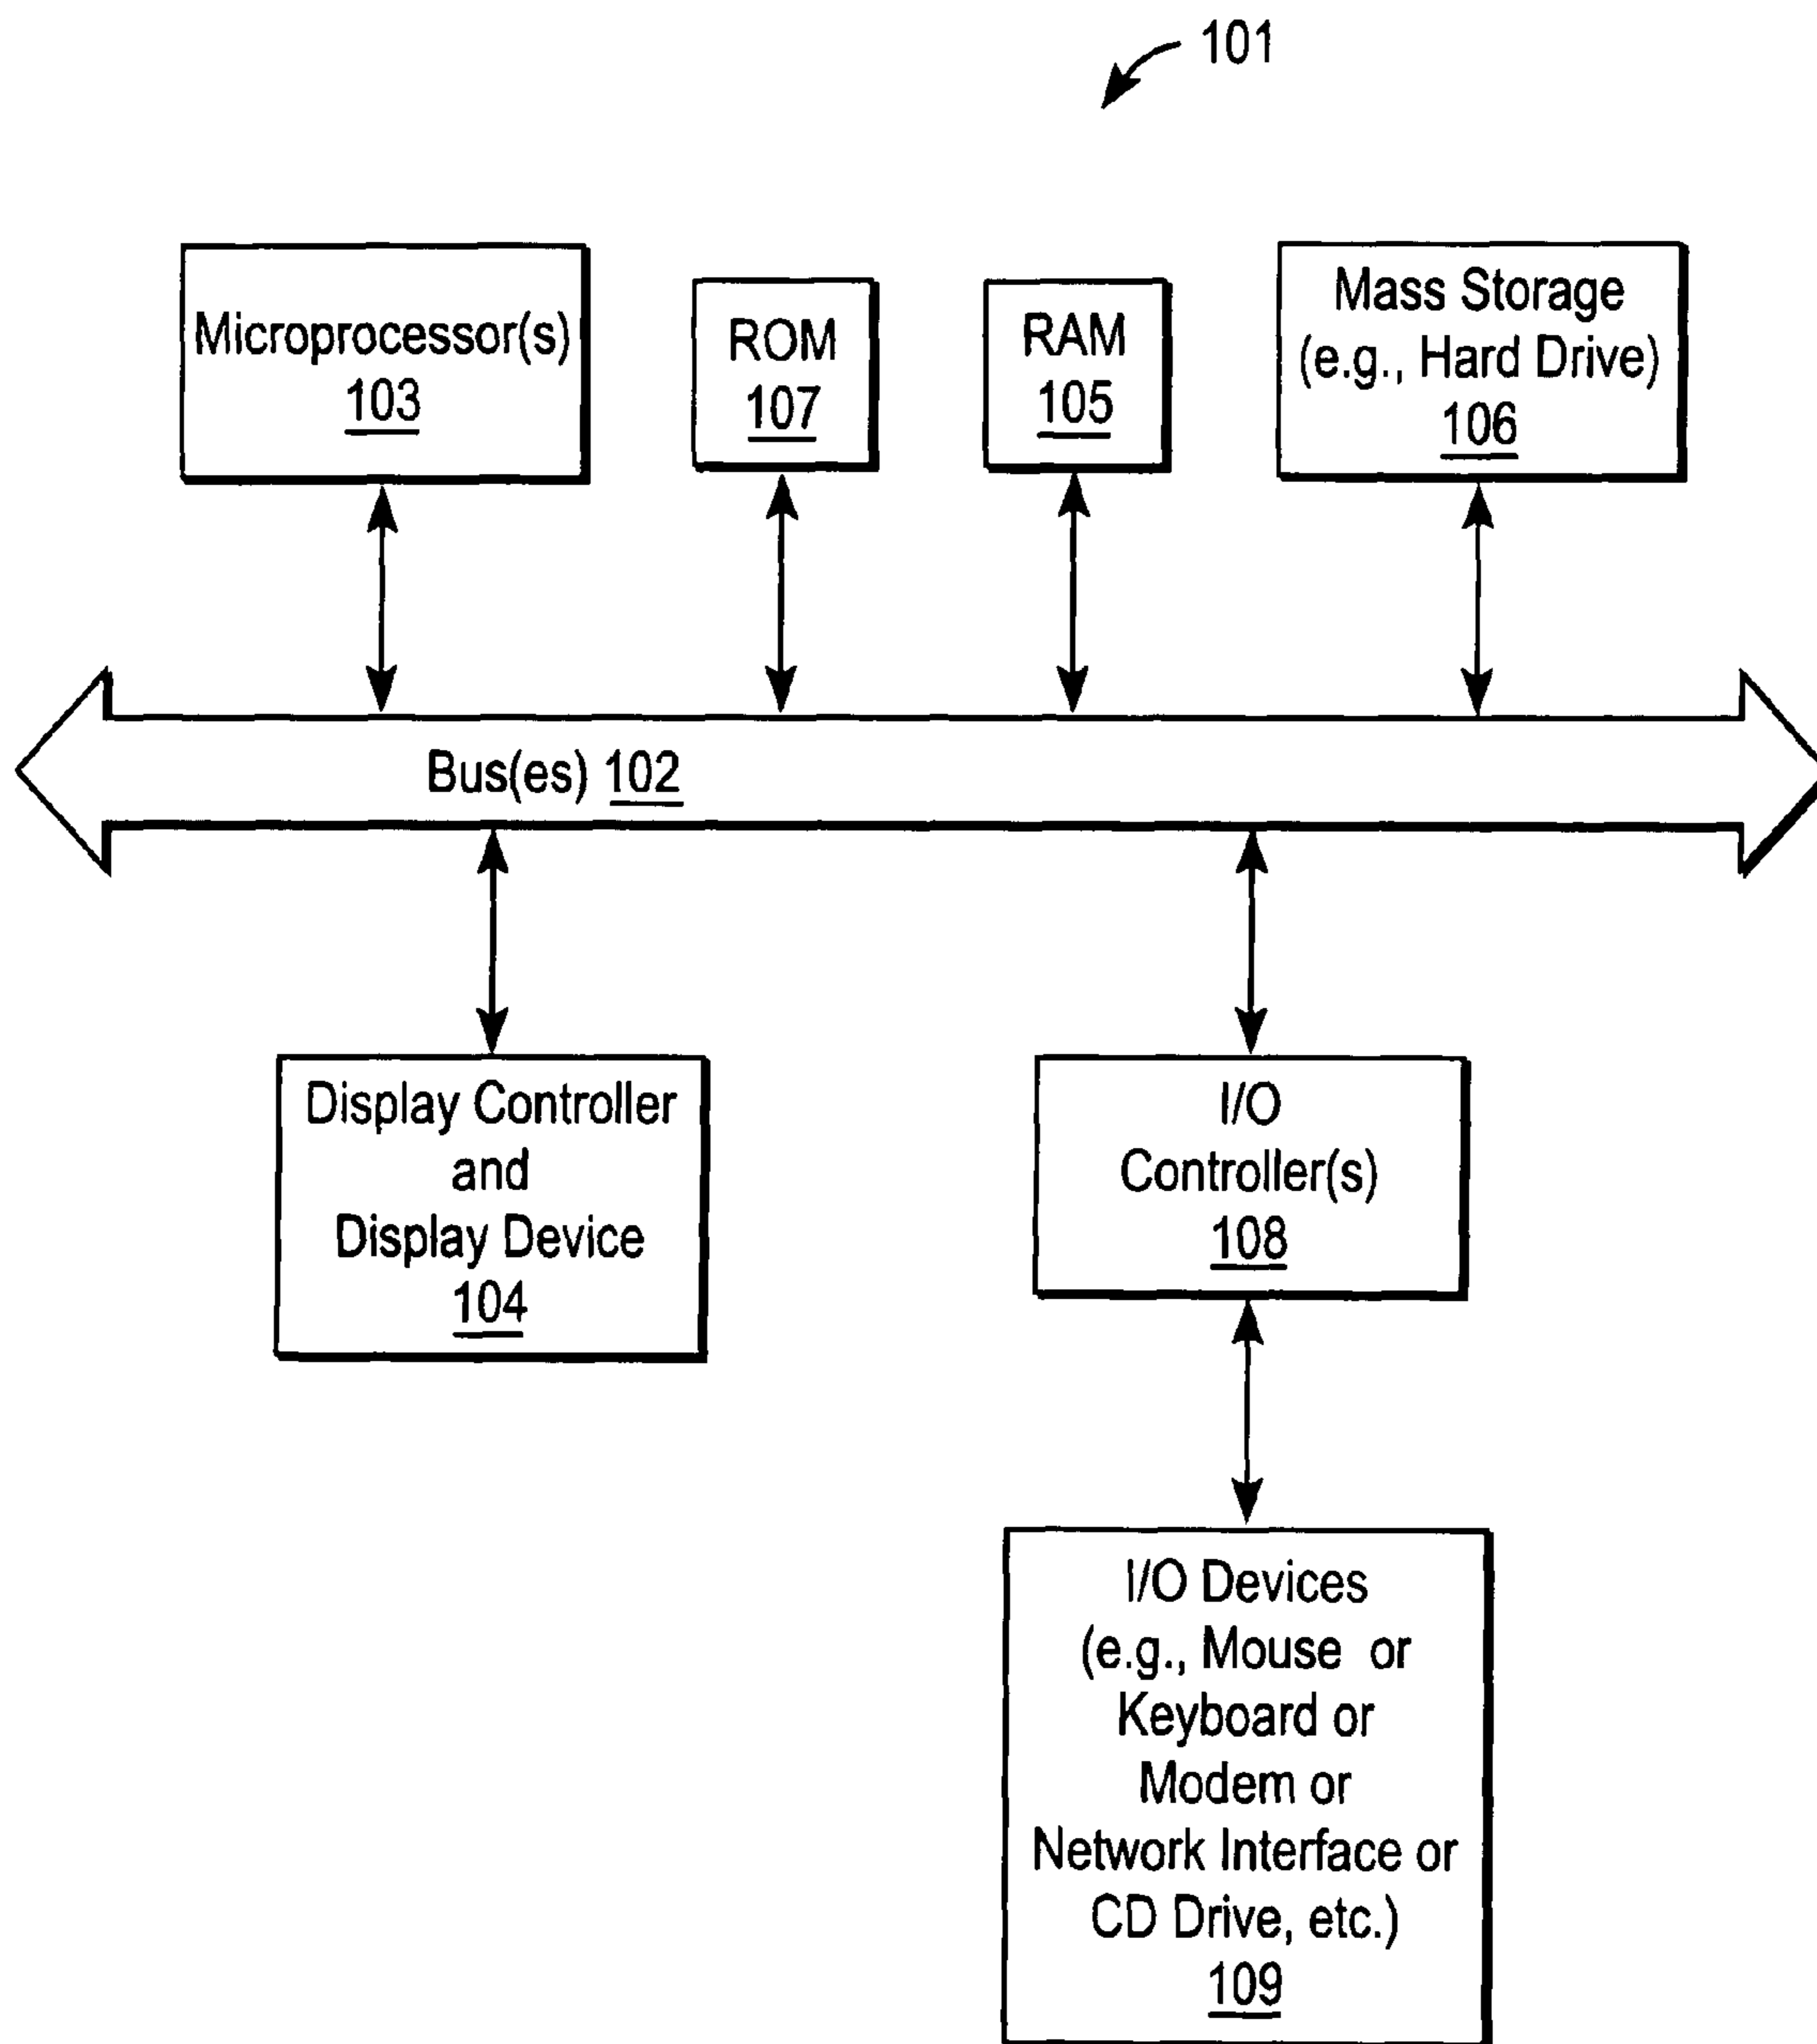 101
Microprocessor(s)
103
ROM
107
RAM
105
Mass Storage
(e.g., Hard Drive)
106
Bus(es) 102
Display Controller
and
Display Device
104
I/O
Controller(s)
108
I/O Devices
(e.g., Mouse or
Keyboard or
Modem or
Network Interface or
CD Drive, etc.)
109